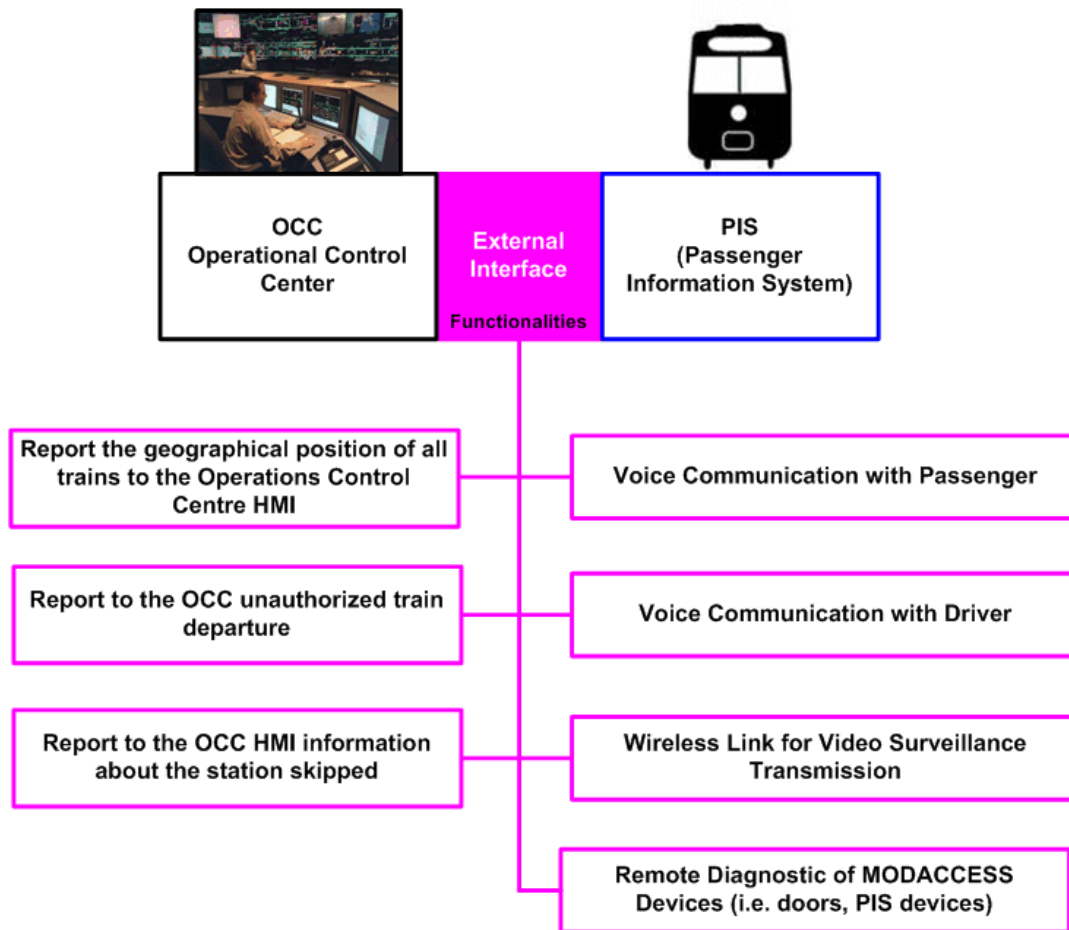 OCC
Operational Control
Center
External
Interface
Functionalities
PIS
(Passenger
Information System)
Report the geographical position of all
trains to the Operations Control
Centre HMI
Voice Communication with Passenger
Report to the OCC unauthorized train
departure
Voice Communication with Driver
Report to the OCC HMI information
about the station skipped
Wireless Link for Video Surveillance
Transmission
Remote Diagnostic of MODACCESS
Devices (i.e. doors, PIS devices)